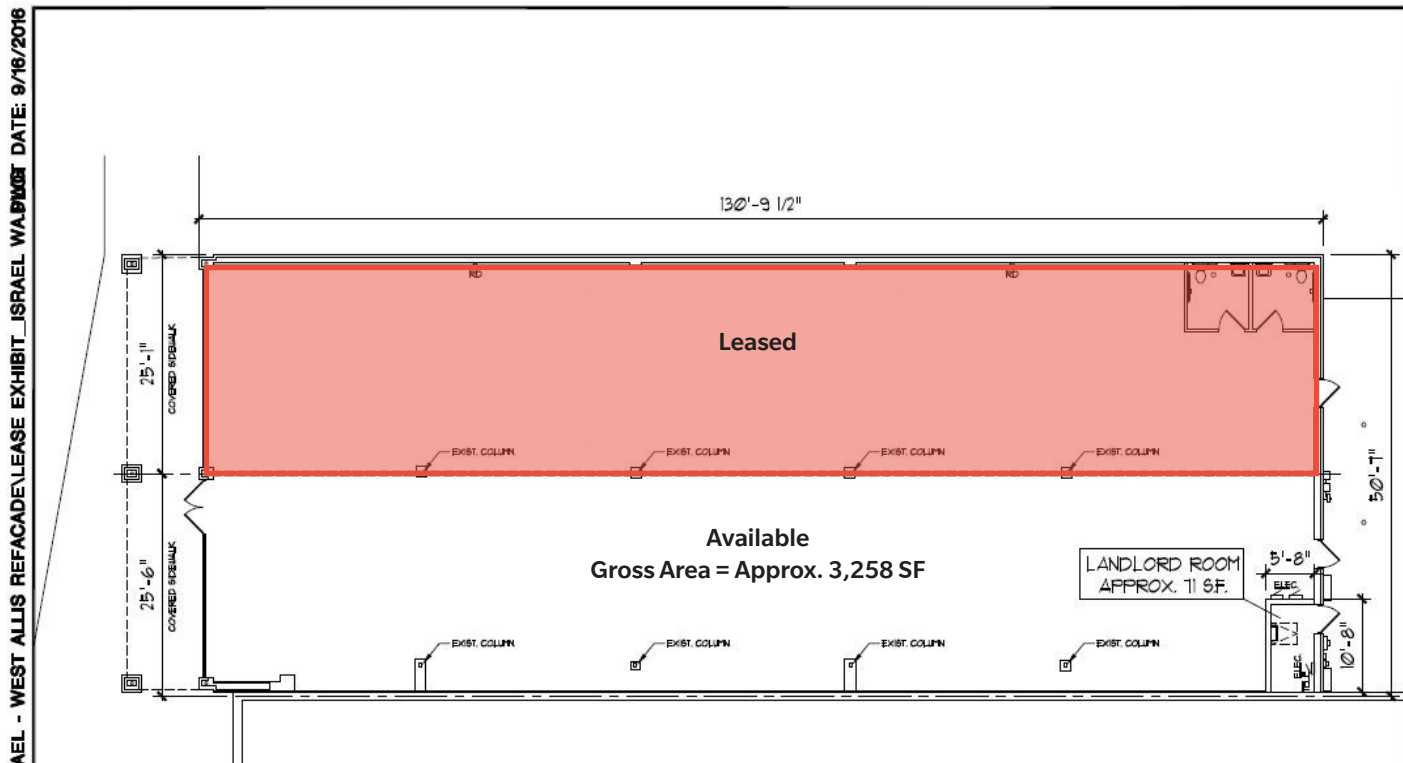 AEL - WEST ALLIS REFACADE\LEASE EXHIBIT_ISRAEL
DATE: 9/16/2016
130'-9 1/2"
RD
RD
25'-1"
COVERED SIDEWALK
Leased
EXIST. COLUMN
EXIST. COLUMN
EXIST. COLUMN
EXIST. COLUMN
50'-7"
Available
Gross Area = Approx. 3,258 SF
25'-6"
COVERED SIDEWALK
LANDLORD ROOM
APPROX. 71 S.F.
5'-8"
ELEC.
EXIST. COLUMN
EXIST. COLUMN
EXIST. COLUMN
EXIST. COLUMN
ELEC.
10'-8"